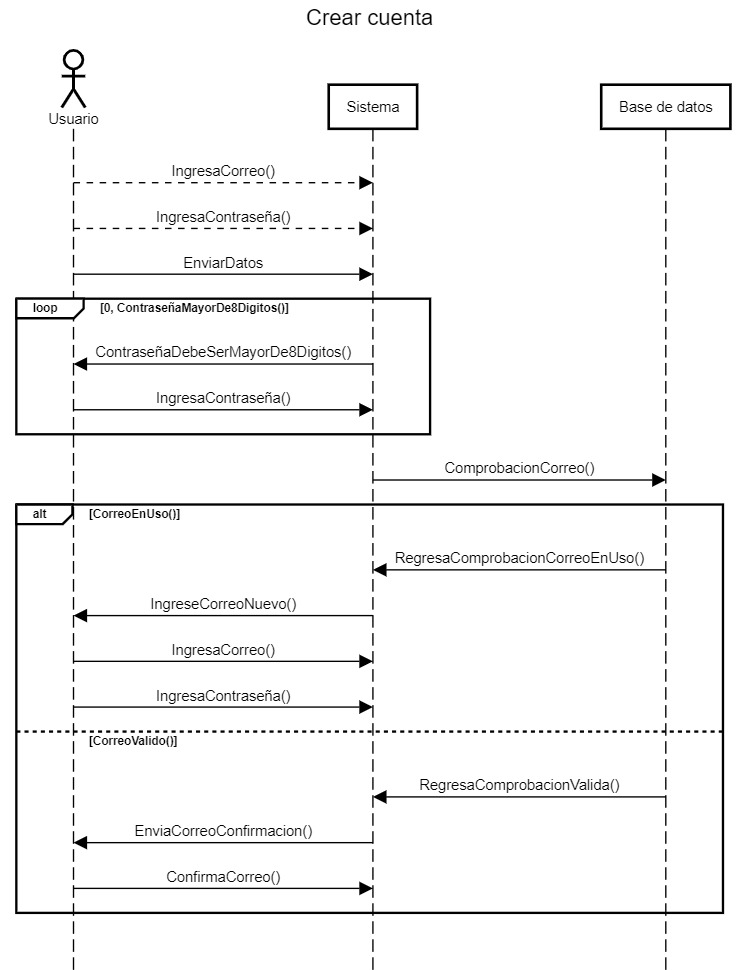 Crear cuenta
Usuario
Sistema
Base de datos
IngresaCorreo()
IngresaContraseña()
EnviarDatos
loop
[0, ContraseñaMayorDe8Digitos()]
ContraseñaDebeSerMayorDe8Digitos()
IngresaContraseña()
ComprobacionCorreo()
alt
[CorreoEnUso()]
RegresaComprobacionCorreoEnUso()
IngreseCorreoNuevo()
IngresaCorreo()
IngresaContraseña()
[CorreoValido()]
RegresaComprobacionValida()
EnviaCorreoConfirmacion()
ConfirmaCorreo()